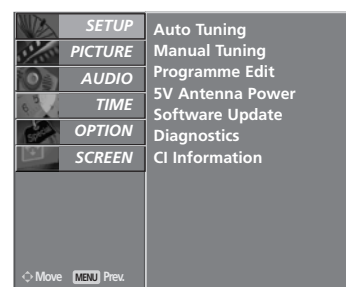 SETUP
PICTURE
AUDIO
TIME
OPTION
SCREEN
Auto Tuning
Manual Tuning
Programme Edit
5V Antenna Power
Software Update
Diagnostics
CI Information
Move MENU Prev.